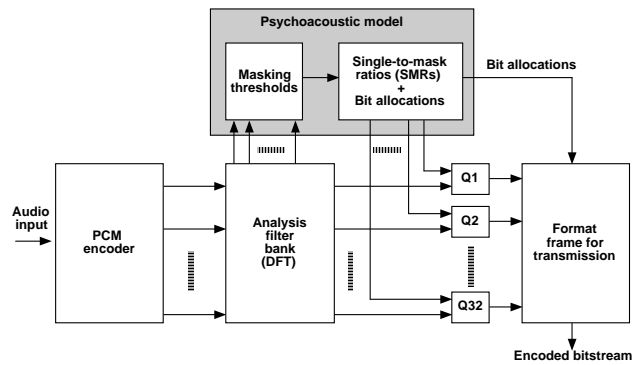 Psychoacoustic model
Masking
thresholds
Single-to-mask
ratios (SMRs)
+
Bit allocations
Bit allocations
Audio
input
PCM
encoder
Analysis
filter
bank
(DFT)
Q1
Q2
Q32
Format
frame for
transmission
Encoded bitstream